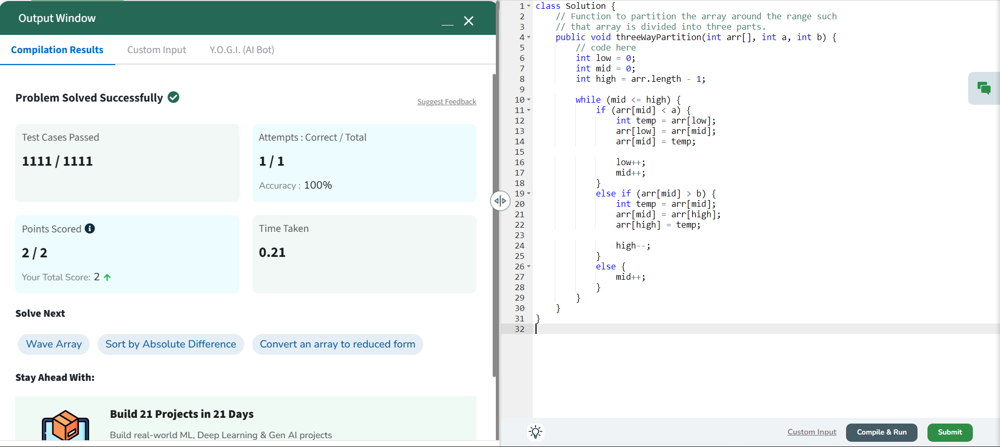 Output Window
Compilation Results
Custom Input
Y.O.G.I. (AI Bot)
Problem Solved Successfully
Suggest Feedback
Test Cases Passed
1111 / 1111
Attempts : Correct / Total
1 / 1
Accuracy : 100%
Points Scored
2 / 2
Your Total Score: 2
Time Taken
0.21
Solve Next
Wave Array
Sort by Absolute Difference
Convert an array to reduced form
Stay Ahead With:
Build 21 Projects in 21 Days
Build real-world ML, Deep Learning & Gen AI projects
1 class Solution {
2     // Function to partition the array around the range such
3     // that array is divided into three parts.
4     public void threeWayPartition(int arr[], int a, int b) {
5         // code here
6         int low = 0;
7         int mid = 0;
8         int high = arr.length - 1;
9
10         while (mid <= high) {
11             if (arr[mid] < a) {
12                 int temp = arr[low];
13                 arr[low] = arr[mid];
14                 arr[mid] = temp;
15
16                 low++;
17                 mid++;
18             }
19             else if (arr[mid] > b) {
20                 int temp = arr[mid];
21                 arr[mid] = arr[high];
22                 arr[high] = temp;
23
24                 high--;
25             }
26             else {
27                 mid++;
28             }
29         }
30     }
31 }
32
Custom Input
Compile & Run
Submit